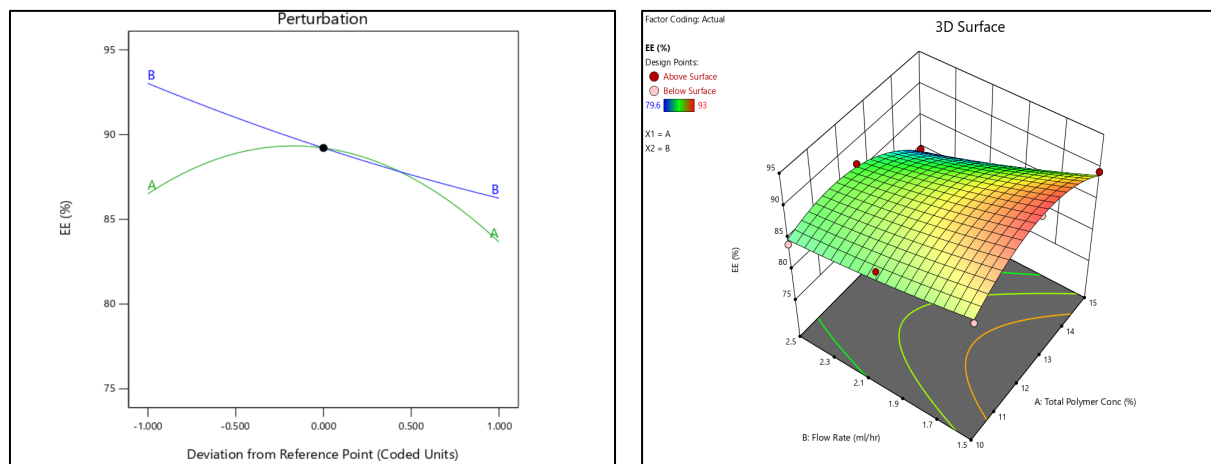 Perturbation
95
90
85
80
75
B
A
B
A
EE (%)
-1.000
-0.500
0.000
0.500
1.000
Deviation from Reference Point (Coded Units)
Factor Coding: Actual
3D Surface
EE (%)
Design Points:
Above Surface
Below Surface
79.6 93
X1 = A
X2 = B
95
90
85
80
75
EE (%)
2.5
2.3
2.1
1.9
1.7
1.5
B: Flow Rate (ml/hr)
10
11
12
13
14
15
A: Total Polymer Conc (%)